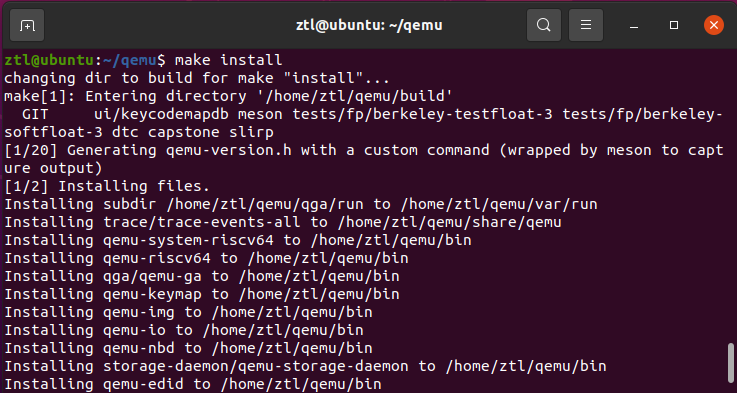 ztl@ubuntu: ~/qemu
ztl@ubuntu:~/qemu$ make install
changing dir to build for make "install"...
make[1]: Entering directory '/home/ztl/qemu/build'
  GIT     ui/keycodemapdb meson tests/fp/berkeley-testfloat-3 tests/fp/berkeley-
softfloat-3 dtc capstone slirp
[1/20] Generating qemu-version.h with a custom command (wrapped by meson to capt
ure output)
[1/2] Installing files.
Installing subdir /home/ztl/qemu/qga/run to /home/ztl/qemu/var/run
Installing trace/trace-events-all to /home/ztl/qemu/share/qemu
Installing qemu-system-riscv64 to /home/ztl/qemu/bin
Installing qemu-riscv64 to /home/ztl/qemu/bin
Installing qga/qemu-ga to /home/ztl/qemu/bin
Installing qemu-keymap to /home/ztl/qemu/bin
Installing qemu-img to /home/ztl/qemu/bin
Installing qemu-io to /home/ztl/qemu/bin
Installing qemu-nbd to /home/ztl/qemu/bin
Installing storage-daemon/qemu-storage-daemon to /home/ztl/qemu/bin
Installing qemu-edid to /home/ztl/qemu/bin